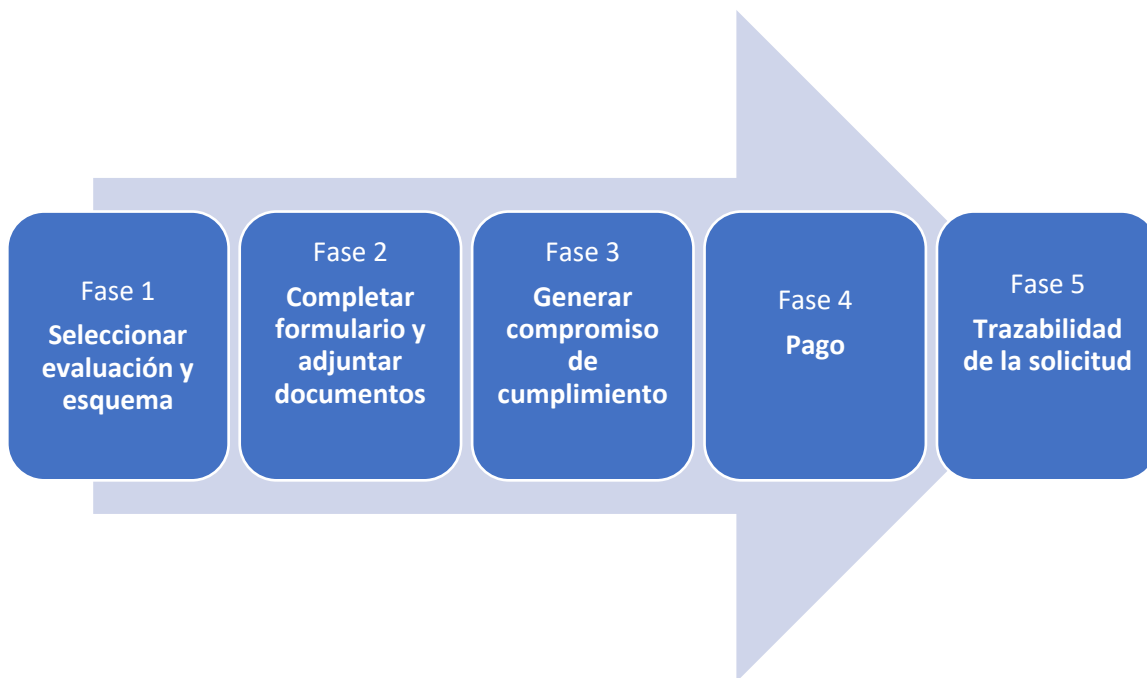 Fase 1
Seleccionar
evaluación y
esquema
Fase 2
Completar
formulario y
adjuntar
documentos
Fase 3
Generar
compromiso
de
cumplimiento
Fase 4
Pago
Fase 5
Trazabilidad
de la solicitud